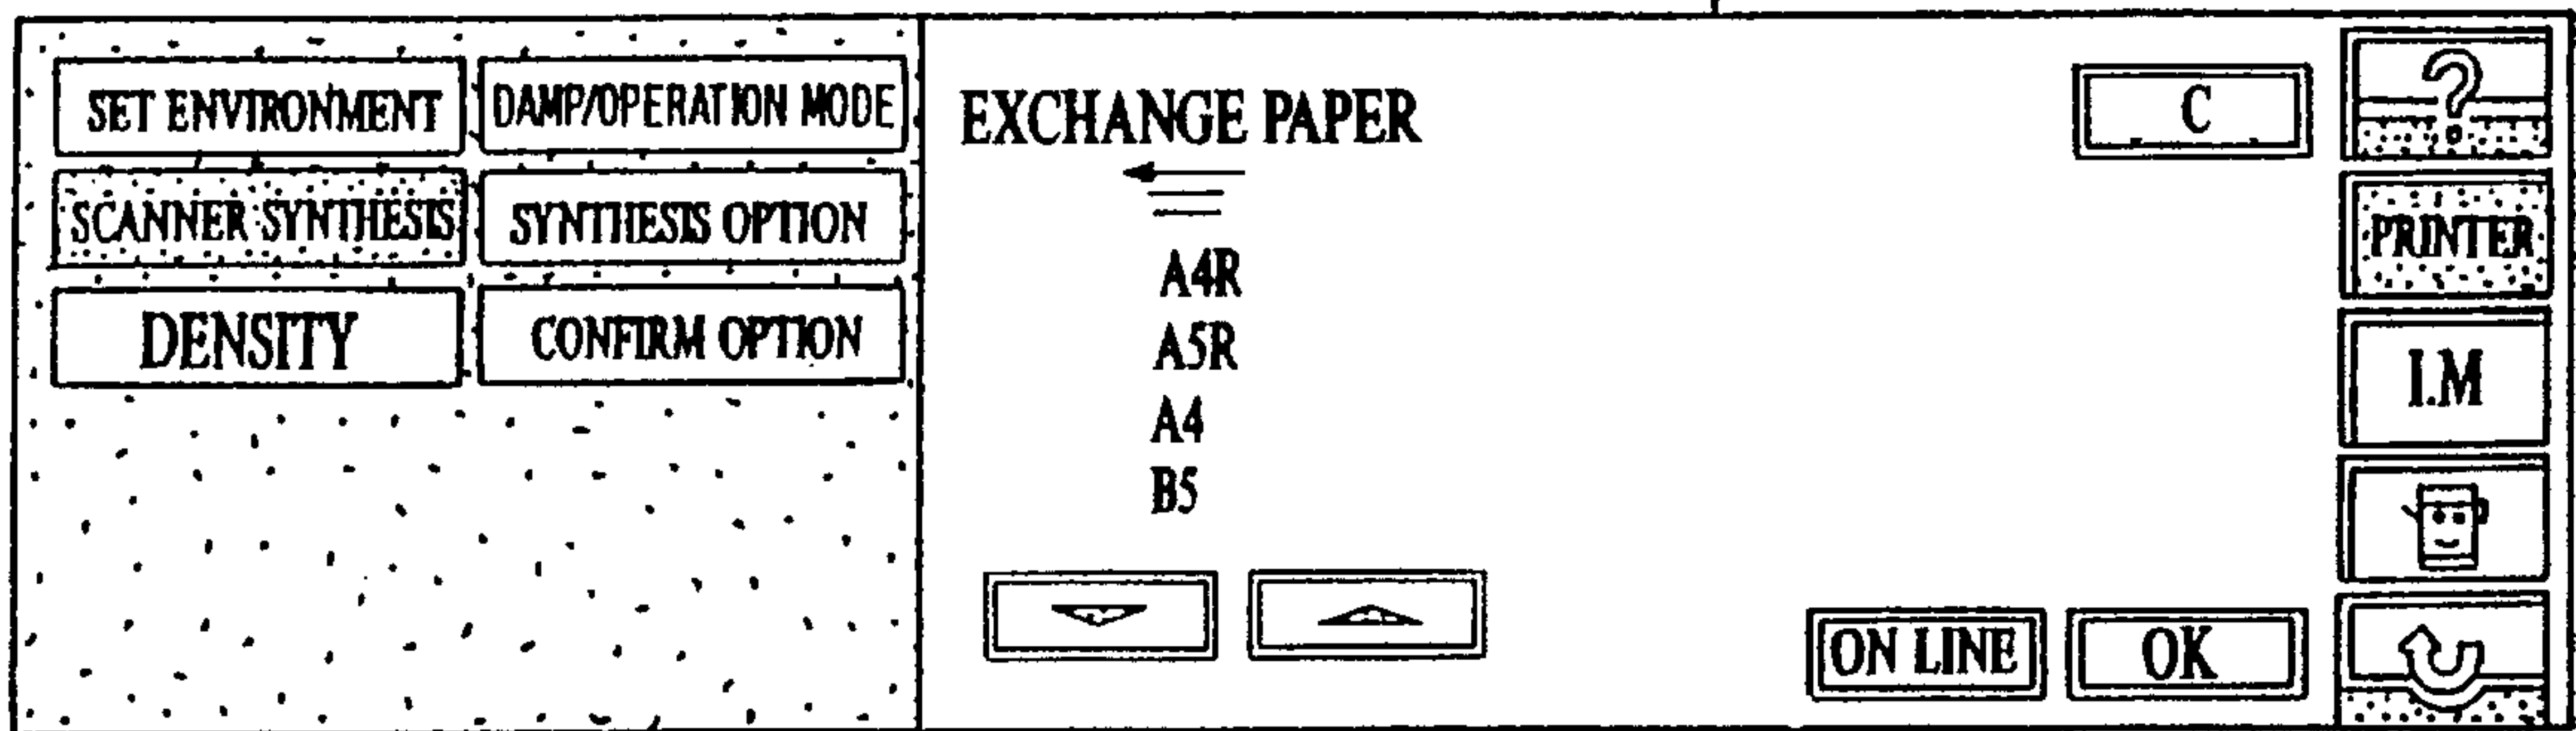 SET ENVIRONMENT
DAMP/OPERATION MODE
SCANNER SYNTHESIS
SYNTHESIS OPTION
DENSITY
CONFIRM OPTION
EXCHANGE PAPER
A4R
A5R
A4
B5
C
ON LINE
OK
?
PRINTER
I.M